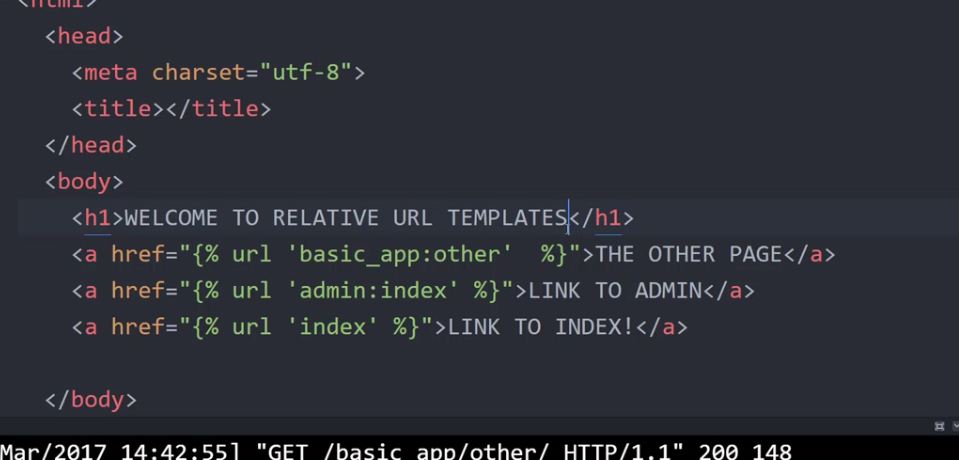 <html>
<head>
<meta charset="utf-8">
<title></title>
</head>
<body>
<h1>WELCOME TO RELATIVE URL TEMPLATES</h1>
<a href="{% url 'basic_app:other'  %}">THE OTHER PAGE</a>
<a href="{% url 'admin:index' %}">LINK TO ADMIN</a>
<a href="{% url 'index' %}">LINK TO INDEX!</a>
</body>
Mar/2017 14:42:55] "GET /basic_app/other/ HTTP/1.1" 200 148